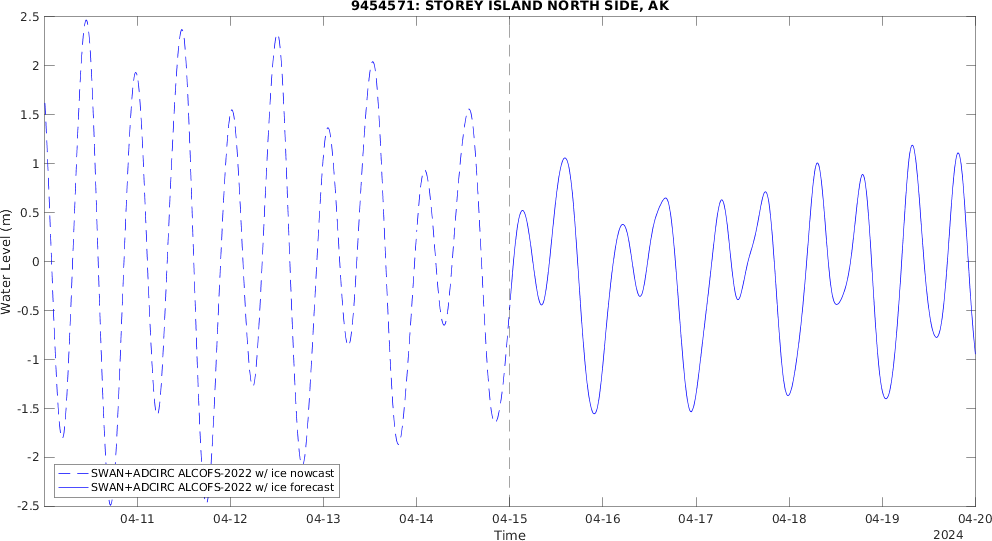 9454571: STOREY ISLAND NORTH SIDE, AK
2.5
2
1.5
1
0.5
0
-0.5
-1
-1.5
-2
-2.5
Water Level (m)
SWAN+ADCIRC ALCOFS-2022 w/ ice nowcast
SWAN+ADCIRC ALCOFS-2022 w/ ice forecast
04-11 04-12 04-13 04-14 04-15 04-16 04-17 04-18 04-19 04-20
Time
2024